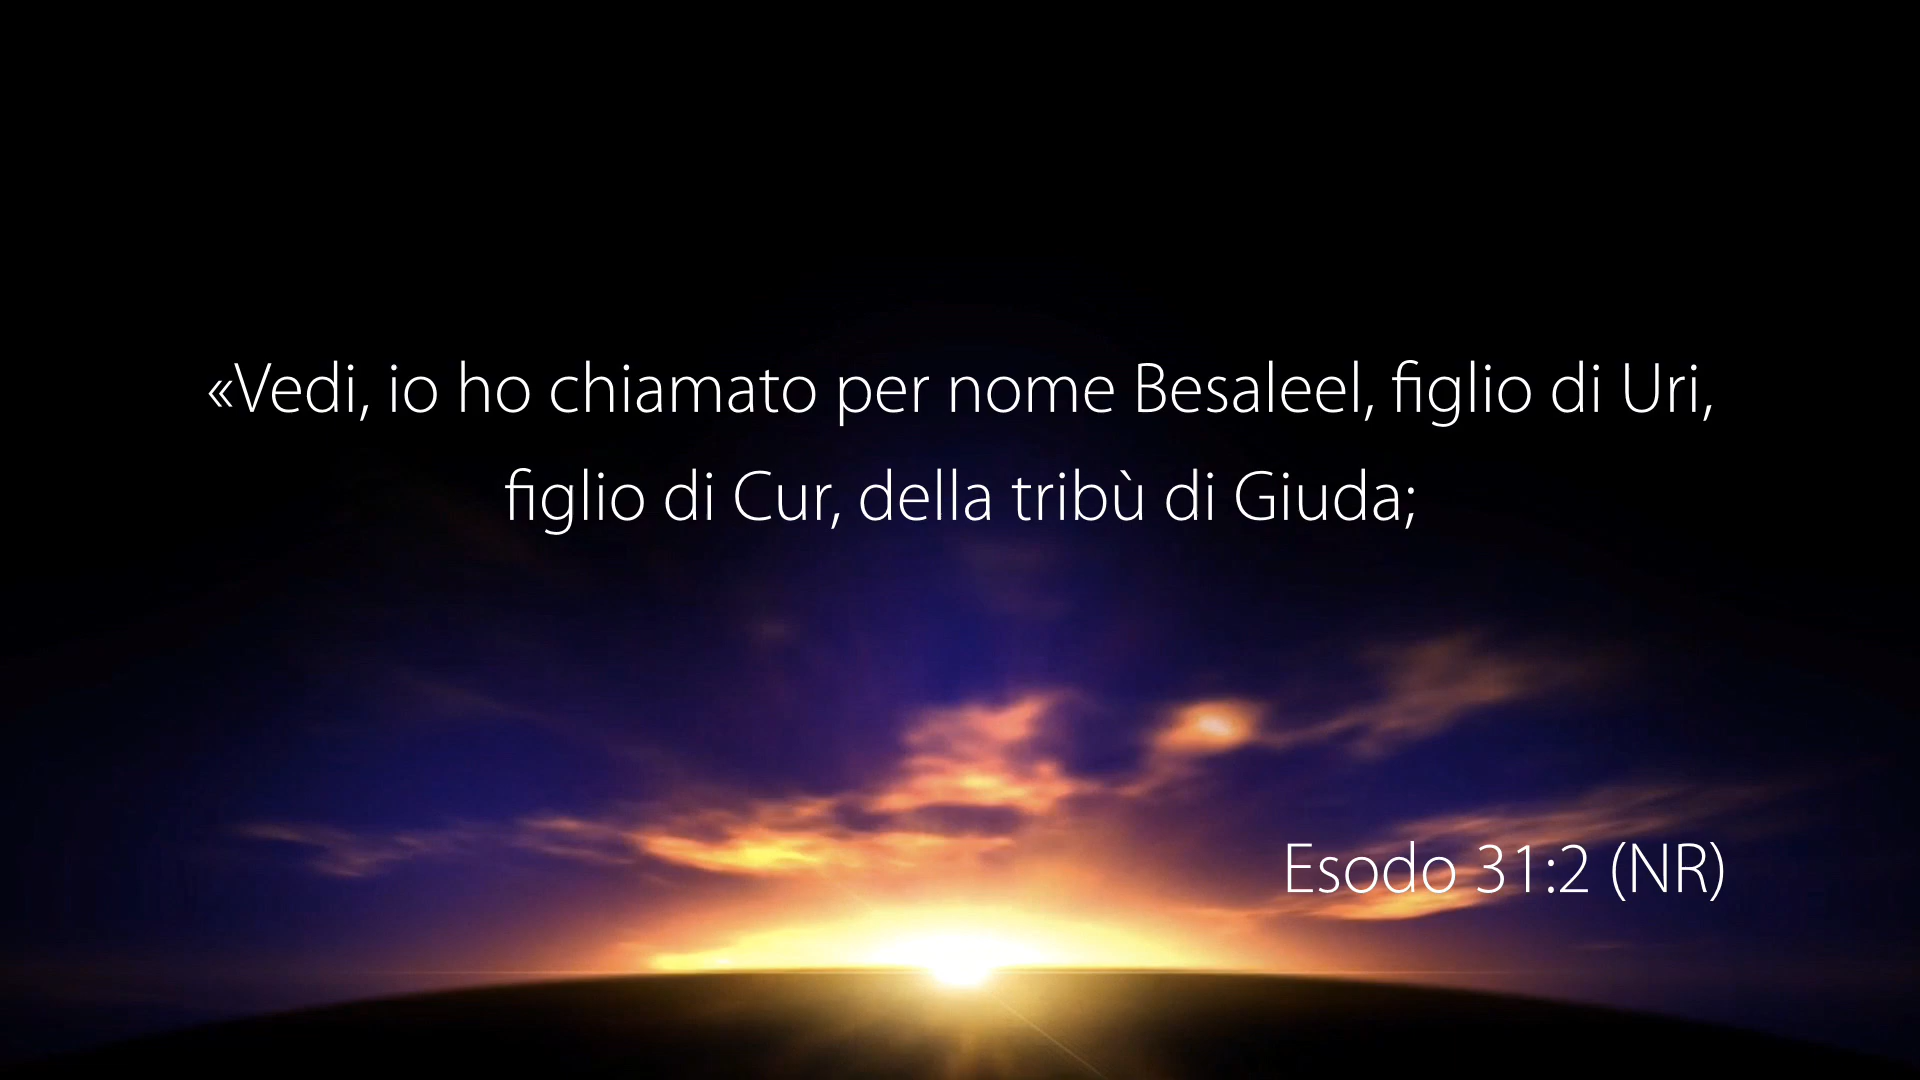 «Vedi, io ho chiamato per nome Besaleel, figlio di Uri,
figlio di Cur, della tribù di Giuda;
Esodo 31:2 (NR)